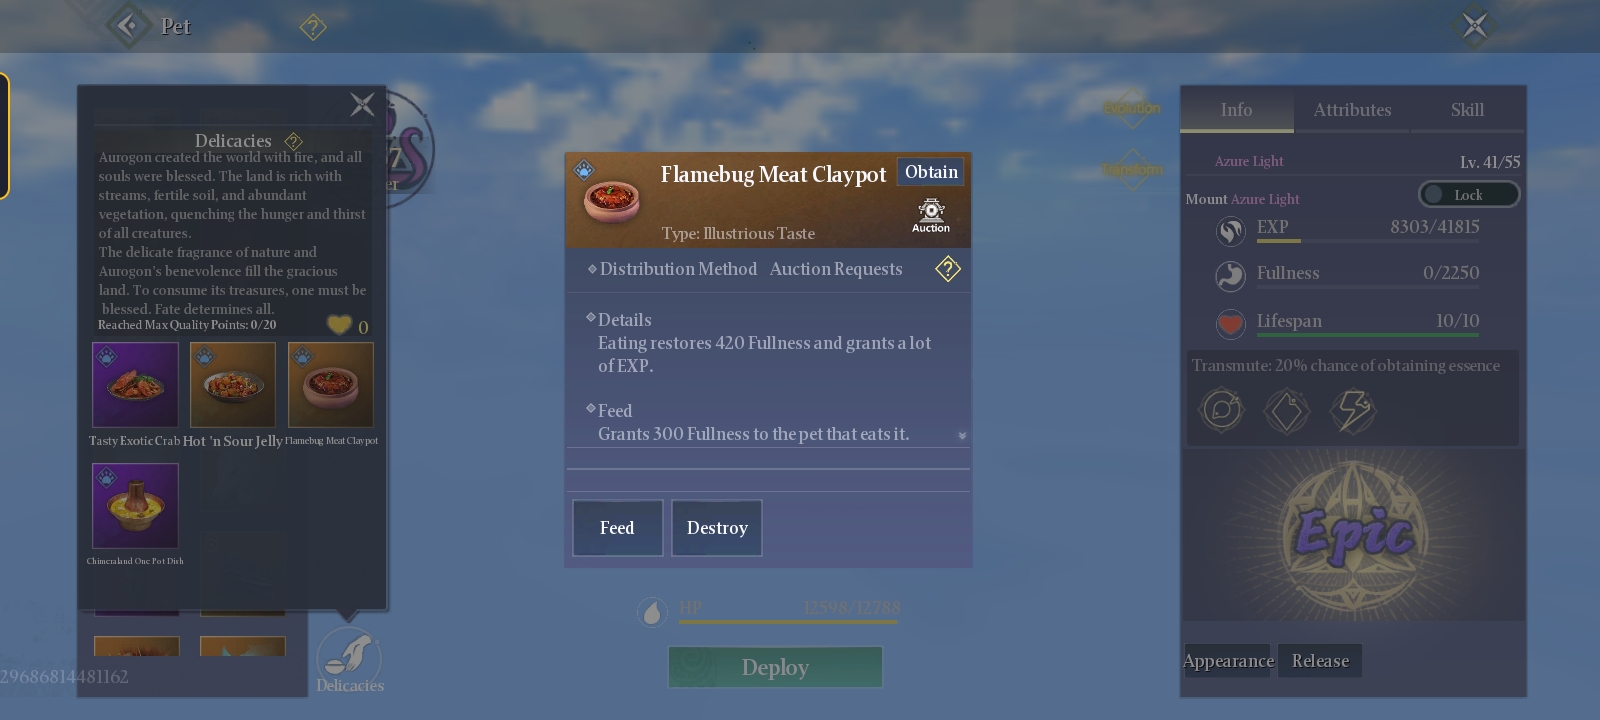 Pet
Delicacies
Aurogon created the world with fire, and all
souls were blessed. The land is rich with
streams, fertile soil, and abundant
vegetation, quenching the hunger and thirst
of all creatures.
The delicate fragrance of nature and
Aurogon's benevolence fill the gracious
land. To consume its treasures, one must be
blessed. Fate determines all.
Reached Max Quality Points: 0/20
0
Tasty Exotic Crab
Hot 'n Sour Jelly
Flamebug Meat Claypot
Chimeraland One Pot Dish
29686814481162
Delicacies
Flamebug Meat Claypot
Obtain
Auction
Type: Illustrious Taste
Distribution Method Auction Requests
Details
Eating restores 420 Fullness and grants a lot
of EXP.
Feed
Grants 300 Fullness to the pet that eats it.
Feed
Destroy
HP 12598/12788
Deploy
Evolution
Transform
Info
Attributes
Skill
Azure Light
Lv. 41/55
Mount Azure Light
Lock
EXP 8303/41815
Fullness 0/2250
Lifespan 10/10
Transmute: 20% chance of obtaining essence
Epic
Appearance
Release